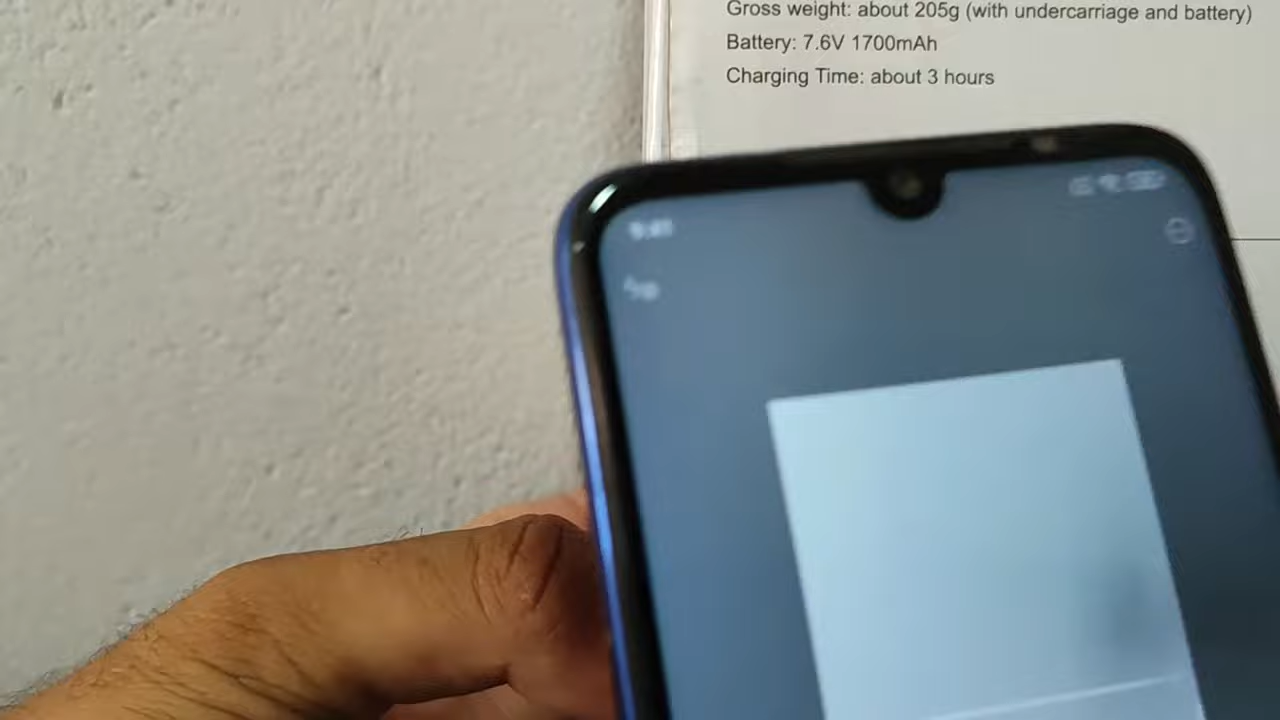 Gross weight: about 205g (with undercarriage and battery)
Battery: 7.6V 1700mAh
Charging Time: about 3 hours